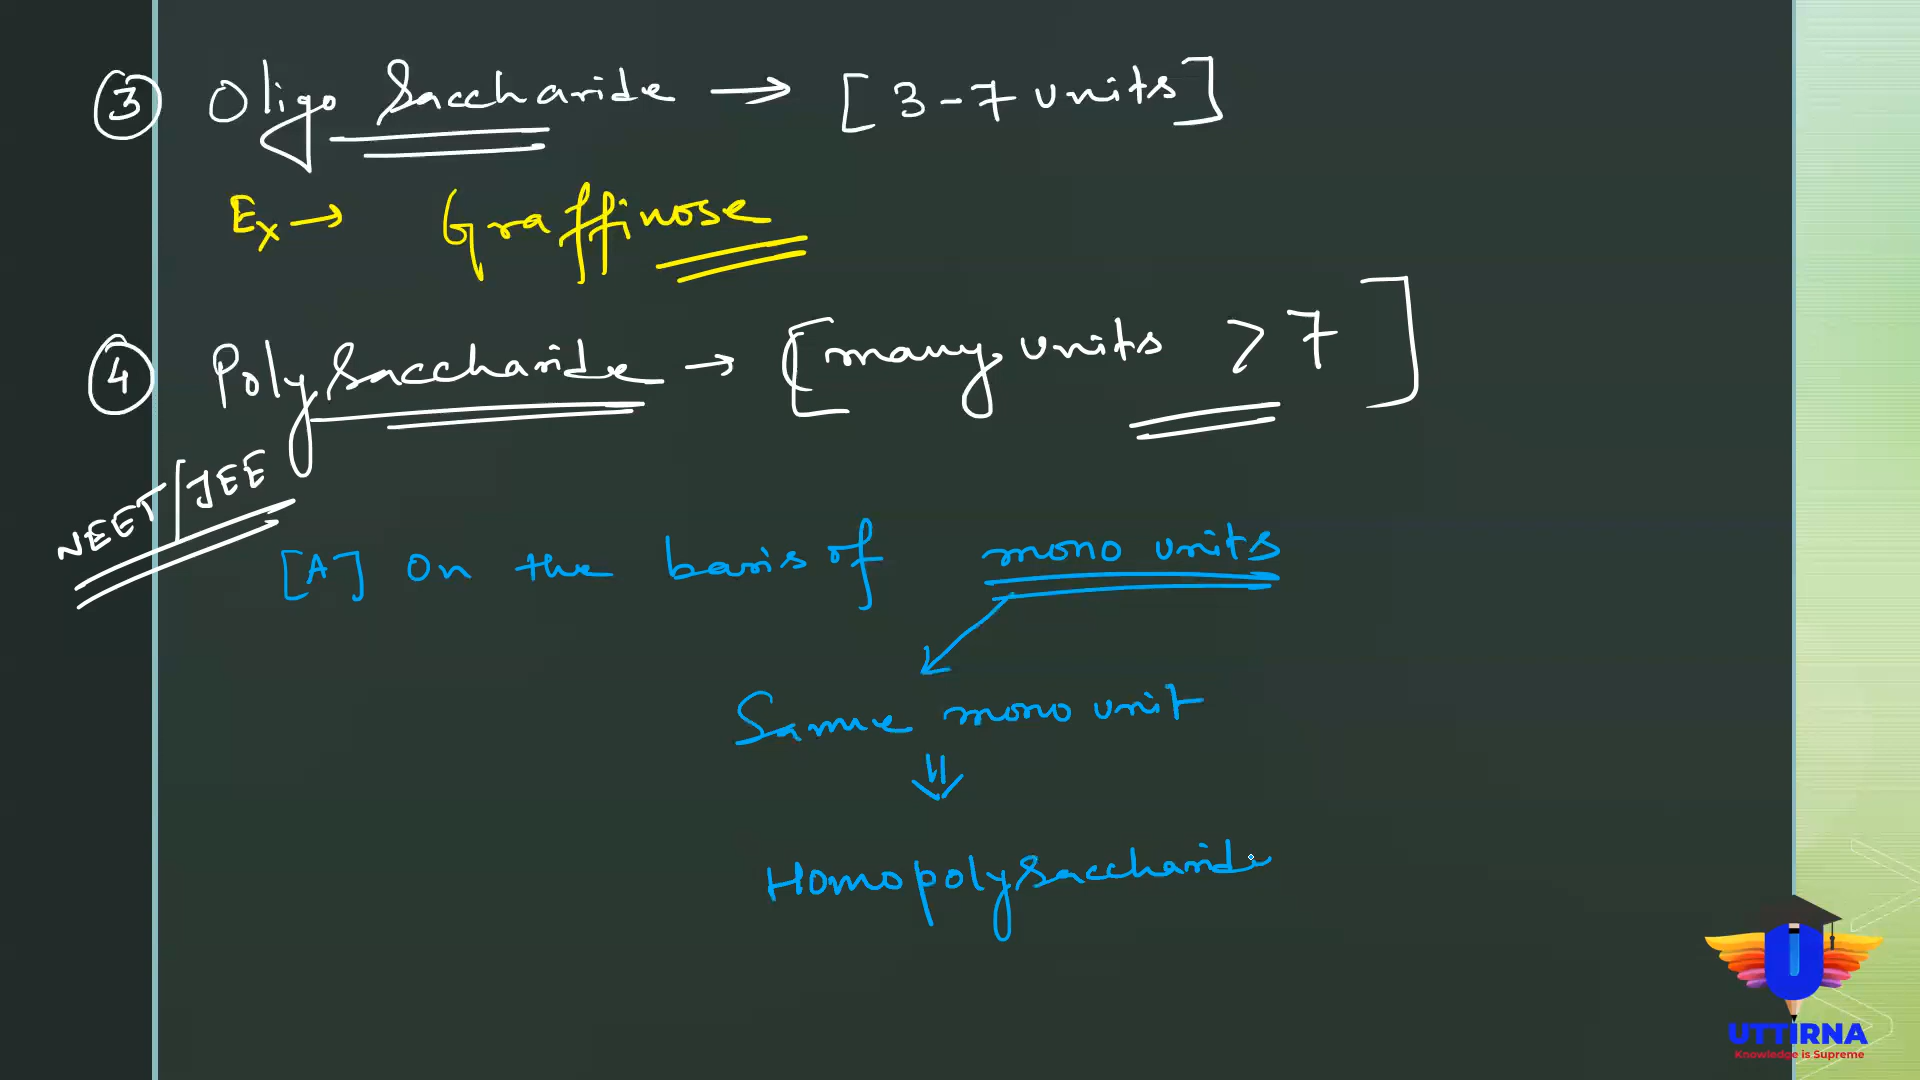 ③ Oligo Saccharide → [3-7 units]
Ex → Graffinose
④ Poly Saccharide → [many units > 7]
NEET/JEE
[A] On the basis of mono units
Same mono unit
⇓
Homopolysaccharide
UTTIRNA
Knowledge is Supreme